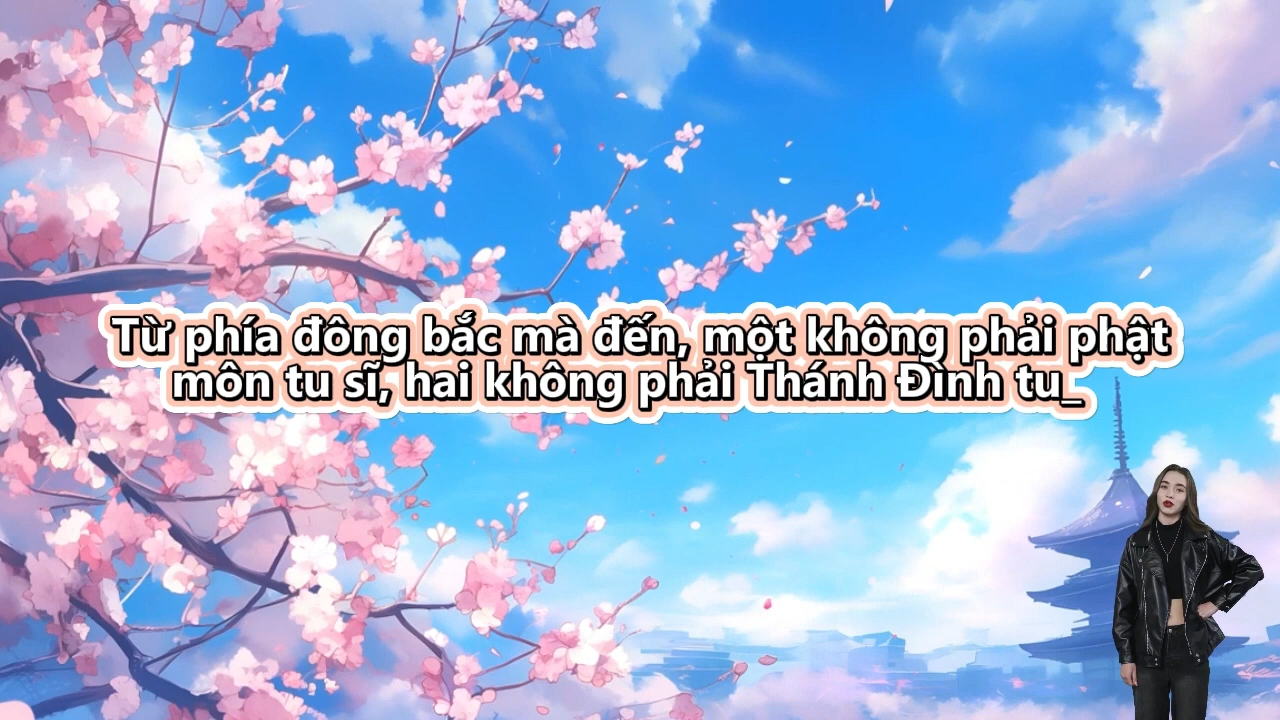 Từ phía đông bắc mà đến, một không phải phật
môn tu sĩ, hai không phải Thánh Đình tu_